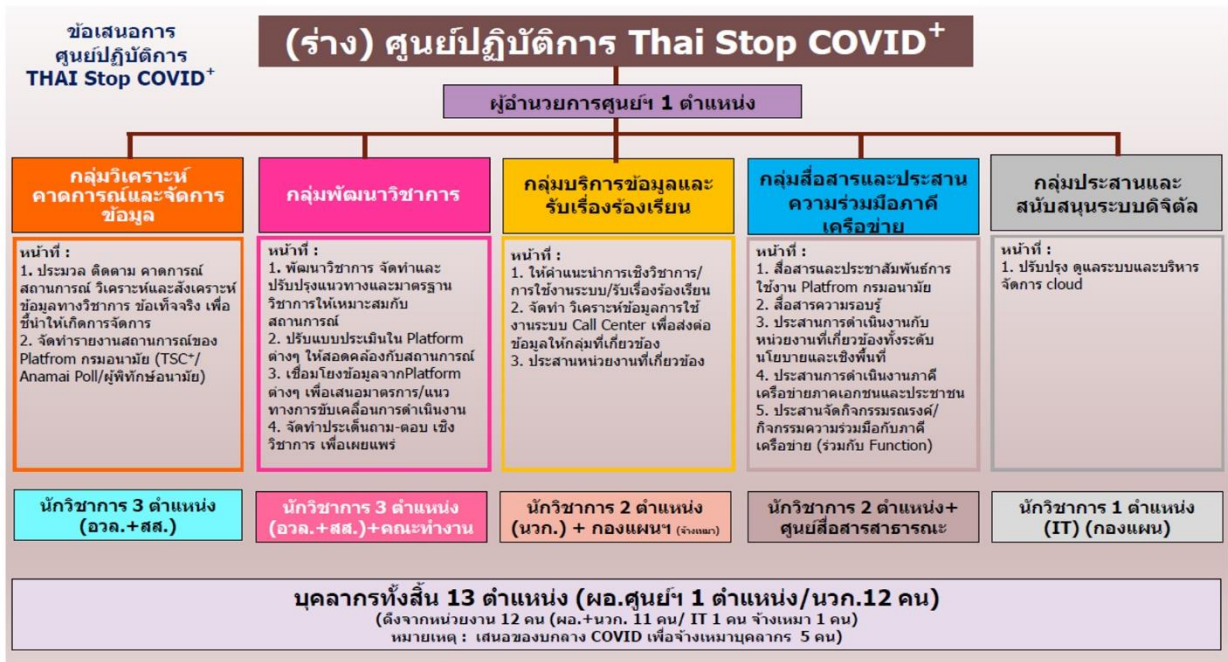 ข้อเสนอการ
ศูนย์ปฏิบัติการ
THAI Stop COVID⁺
(ร่าง) ศูนย์ปฏิบัติการ Thai Stop COVID⁺
ผู้อำนวยการศูนย์ฯ 1 ตำแหน่ง
กลุ่มวิเคราะห์
คาดการณ์และจัดการ
ข้อมูล
หน้าที่ :
1. ประมวล ติดตาม คาดการณ์
สถานการณ์ วิเคราะห์และสังเคราะห์
ข้อมูลทางวิชาการ ข้อเท็จจริง เพื่อ
ชี้นำให้เกิดการจัดการ
2. จัดทำรายงานสถานการณ์ของ
Platfrom กรมอนามัย (TSC⁺/
Anamai Poll/ผู้พิทักษ์อนามัย)
นักวิชาการ 3 ตำแหน่ง
(อวล.+สส.)
กลุ่มพัฒนาวิชาการ
หน้าที่ :
1. พัฒนาวิชาการ จัดทำและ
ปรับปรุงแนวทางและมาตรฐาน
วิชาการให้เหมาะสมกับ
สถานการณ์
2. ปรับแบบประเมินใน Platform
ต่างๆ ให้สอดคล้องกับสถานการณ์
3. เชื่อมโยงข้อมูลจากPlatform
ต่างๆ เพื่อเสนอมาตรการ/แนว
ทางการขับเคลื่อนการดำเนินงาน
4. จัดทำประเด็นถาม-ตอบ เชิง
วิชาการ เพื่อเผยแพร่
นักวิชาการ 3 ตำแหน่ง
(อวล.+สส.)+คณะทำงาน
กลุ่มบริการข้อมูลและ
รับเรื่องร้องเรียน
หน้าที่ :
1. ให้คำแนะนำการเชิงวิชาการ/
การใช้งานระบบ/รับเรื่องร้องเรียน
2. จัดทำ วิเคราะห์ข้อมูลการใช้
งานระบบ Call Center เพื่อส่งต่อ
ข้อมูลให้กลุ่มที่เกี่ยวข้อง
3. ประสานหน่วยงานที่เกี่ยวข้อง
นักวิชาการ 2 ตำแหน่ง
(นวก.) + กองแผนฯ (จ้างเหมา)
กลุ่มสื่อสารและประสาน
ความร่วมมือภาคี
เครือข่าย
หน้าที่ :
1. สื่อสารและประชาสัมพันธ์การ
ใช้งาน Platfrom กรมอนามัย
2. สื่อสารความรอบรู้
3. ประสานการดำเนินงานกับ
หน่วยงานที่เกี่ยวข้องทั้งระดับ
นโยบายและเชิงพื้นที่
4. ประสานการดำเนินงานภาคี
เครือข่ายภาคเอกชนและประชาชน
5. ประสานจัดกิจกรรมรณรงค์/
กิจกรรมความร่วมมือกับภาคี
เครือข่าย (ร่วมกับ Function)
นักวิชาการ 2 ตำแหน่ง+
ศูนย์สื่อสารสาธารณะ
กลุ่มประสานและ
สนับสนุนระบบดิจิตัล
หน้าที่ :
1. ปรับปรุง ดูแลระบบและบริหาร
จัดการ cloud
นักวิชาการ 1 ตำแหน่ง
(IT) (กองแผน)
บุคลากรทั้งสิ้น 13 ตำแหน่ง (ผอ.ศูนย์ฯ 1 ตำแหน่ง/นวก.12 คน)
(ดึงจากหน่วยงาน 12 คน (ผอ.+นวก. 11 คน/ IT 1 คน จ้างเหมา 1 คน)
หมายเหตุ : เสนอของบกลาง COVID เพื่อจ้างเหมาบุคลากร 5 คน)